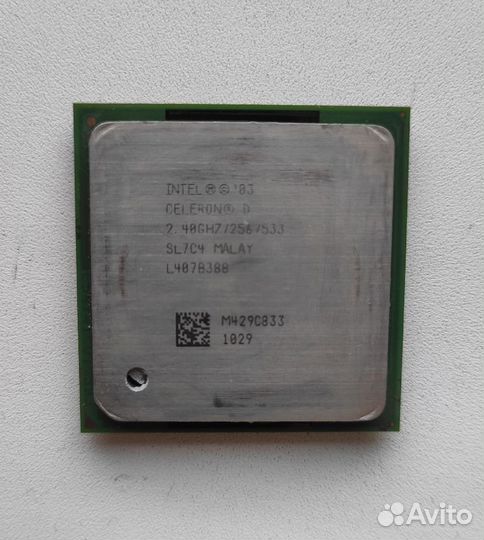 INTEL® © '03
CELERON® D
2.40GHZ/256/533
SL7C4 MALAY
L407B388
M429C833
1029
Avito